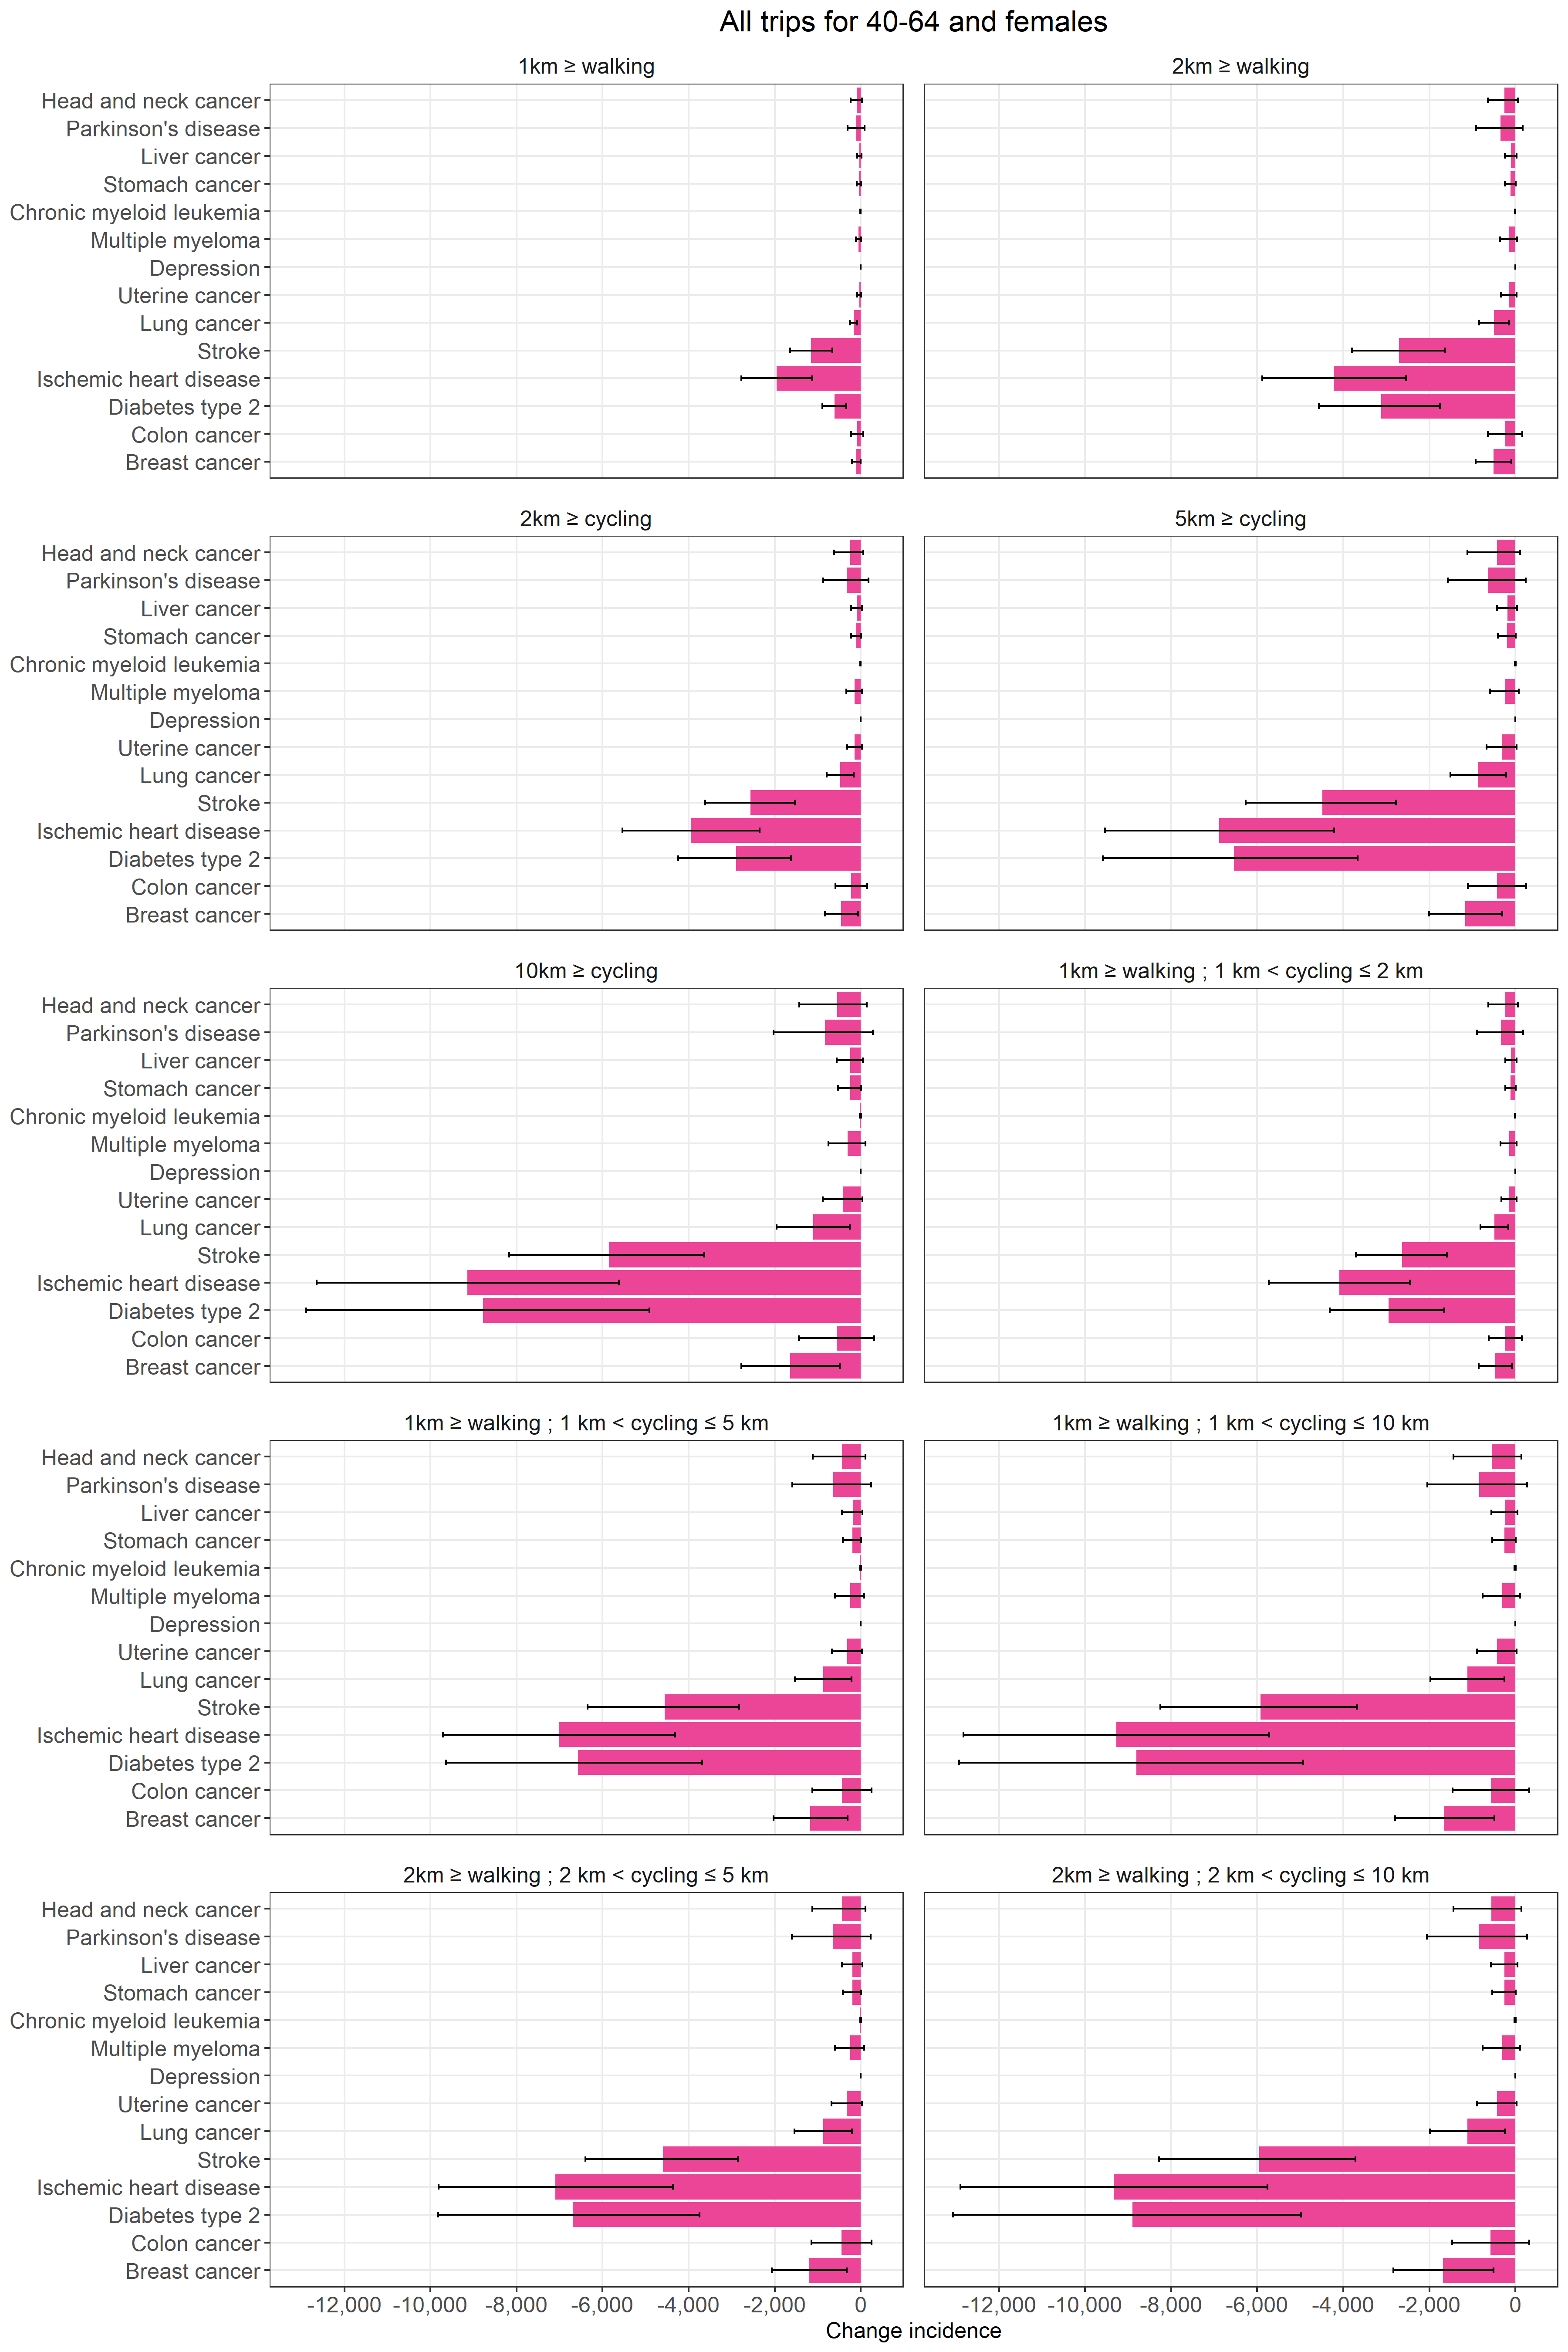 All trips for 40-64 and females
1km ≥ walking
2km ≥ walking
Head and neck cancer
Parkinson's disease
Liver cancer
Stomach cancer
Chronic myeloid leukemia
Multiple myeloma
Depression
Uterine cancer
Lung cancer
Stroke
Ischemic heart disease
Diabetes type 2
Colon cancer
Breast cancer
2km ≥ cycling
5km ≥ cycling
Head and neck cancer
Parkinson's disease
Liver cancer
Stomach cancer
Chronic myeloid leukemia
Multiple myeloma
Depression
Uterine cancer
Lung cancer
Stroke
Ischemic heart disease
Diabetes type 2
Colon cancer
Breast cancer
10km ≥ cycling
1km ≥ walking ; 1 km < cycling ≤ 2 km
Head and neck cancer
Parkinson's disease
Liver cancer
Stomach cancer
Chronic myeloid leukemia
Multiple myeloma
Depression
Uterine cancer
Lung cancer
Stroke
Ischemic heart disease
Diabetes type 2
Colon cancer
Breast cancer
1km ≥ walking ; 1 km < cycling ≤ 5 km
1km ≥ walking ; 1 km < cycling ≤ 10 km
Head and neck cancer
Parkinson's disease
Liver cancer
Stomach cancer
Chronic myeloid leukemia
Multiple myeloma
Depression
Uterine cancer
Lung cancer
Stroke
Ischemic heart disease
Diabetes type 2
Colon cancer
Breast cancer
2km ≥ walking ; 2 km < cycling ≤ 5 km
2km ≥ walking ; 2 km < cycling ≤ 10 km
Head and neck cancer
Parkinson's disease
Liver cancer
Stomach cancer
Chronic myeloid leukemia
Multiple myeloma
Depression
Uterine cancer
Lung cancer
Stroke
Ischemic heart disease
Diabetes type 2
Colon cancer
Breast cancer
-12,000 -10,000 -8,000 -6,000 -4,000 -2,000 0
-12,000 -10,000 -8,000 -6,000 -4,000 -2,000 0
Change incidence